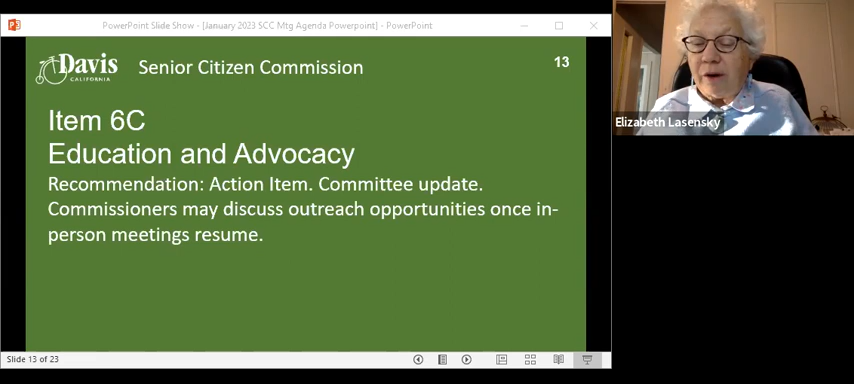 PowerPoint Slide Show - [January 2023 SCC Mtg Agenda Powerpoint] - PowerPoint
Davis
CALIFORNIA
Senior Citizen Commission
13
Item 6C
Education and Advocacy
Recommendation: Action Item. Committee update.
Commissioners may discuss outreach opportunities once in-
person meetings resume.
Slide 13 of 23
Elizabeth Lasensky